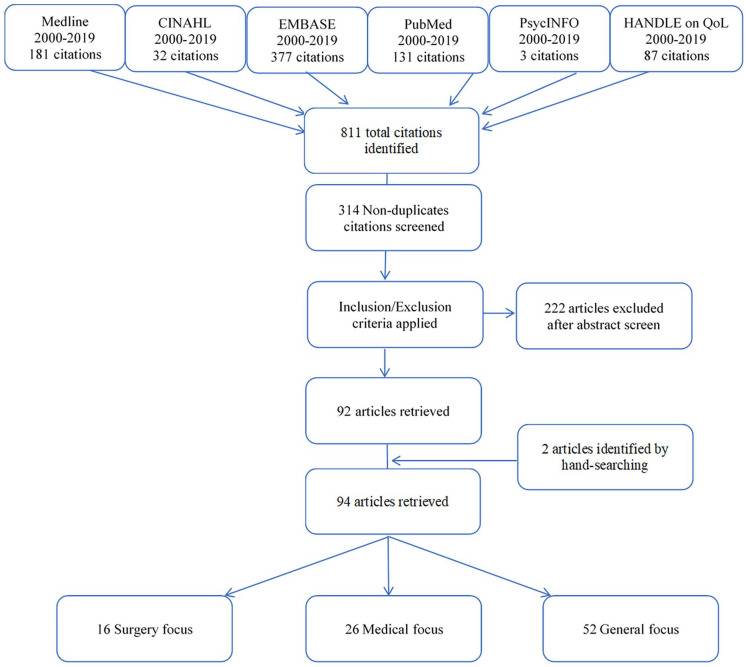 Medline
2000-2019
181 citations
CINAHL
2000-2019
32 citations
EMBASE
2000-2019
377 citations
PubMed
2000-2019
131 citations
PsycINFO
2000-2019
3 citations
HANDLE on QoL
2000-2019
87 citations
811 total citations
identified
314 Non-duplicates
citations screened
Inclusion/Exclusion
criteria applied
222 articles excluded
after abstract screen
92 articles retrieved
2 articles identified by
hand-searching
94 articles retrieved
16 Surgery focus
26 Medical focus
52 General focus